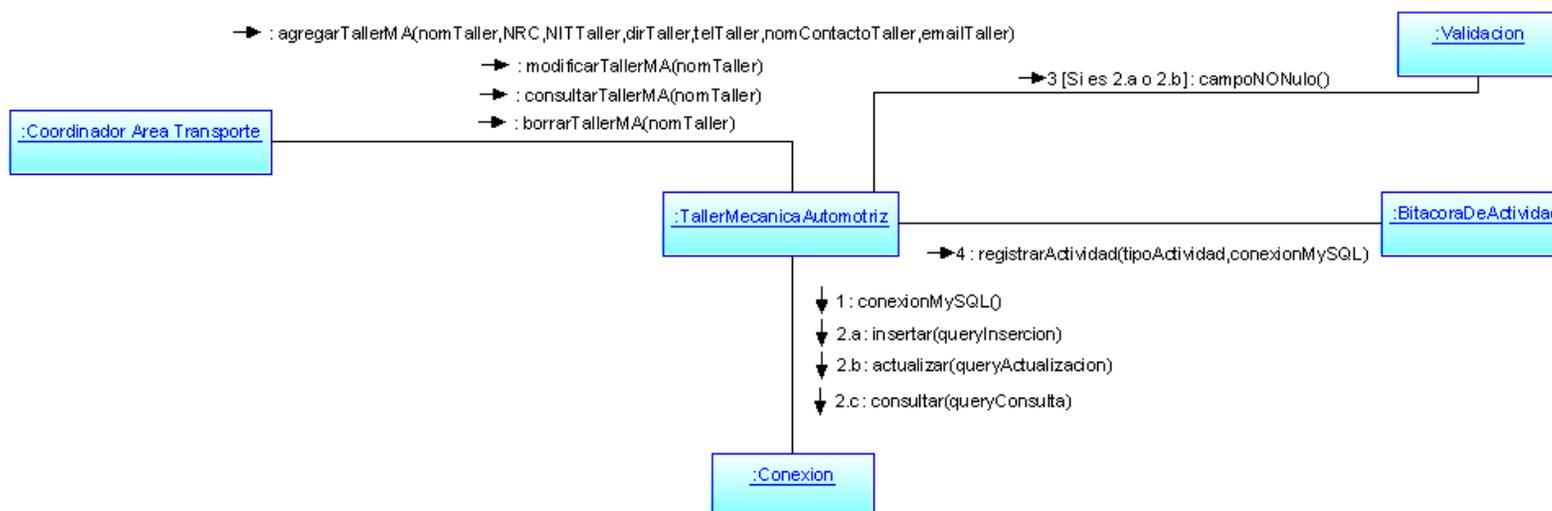 : agregarTallerMA(nomTaller,NRC,NITTaller,dirTaller,telTaller,nomContactoTaller,emailTaller)
: modificarTallerMA(nomTaller)
: consultarTallerMA(nomTaller)
: borrarTallerMA(nomTaller)
:Coordinador Area Transporte
3 [Si es 2.a o 2.b]: campoNONulo()
:Validacion
:TallerMecanicaAutomotriz
:BitacoraDeActividad
4 : registrarActividad(tipoActividad,conexionMySQL)
1 : conexionMySQL()
2.a : insertar(queryInsercion)
2.b : actualizar(queryActualizacion)
2.c : consultar(queryConsulta)
:Conexion